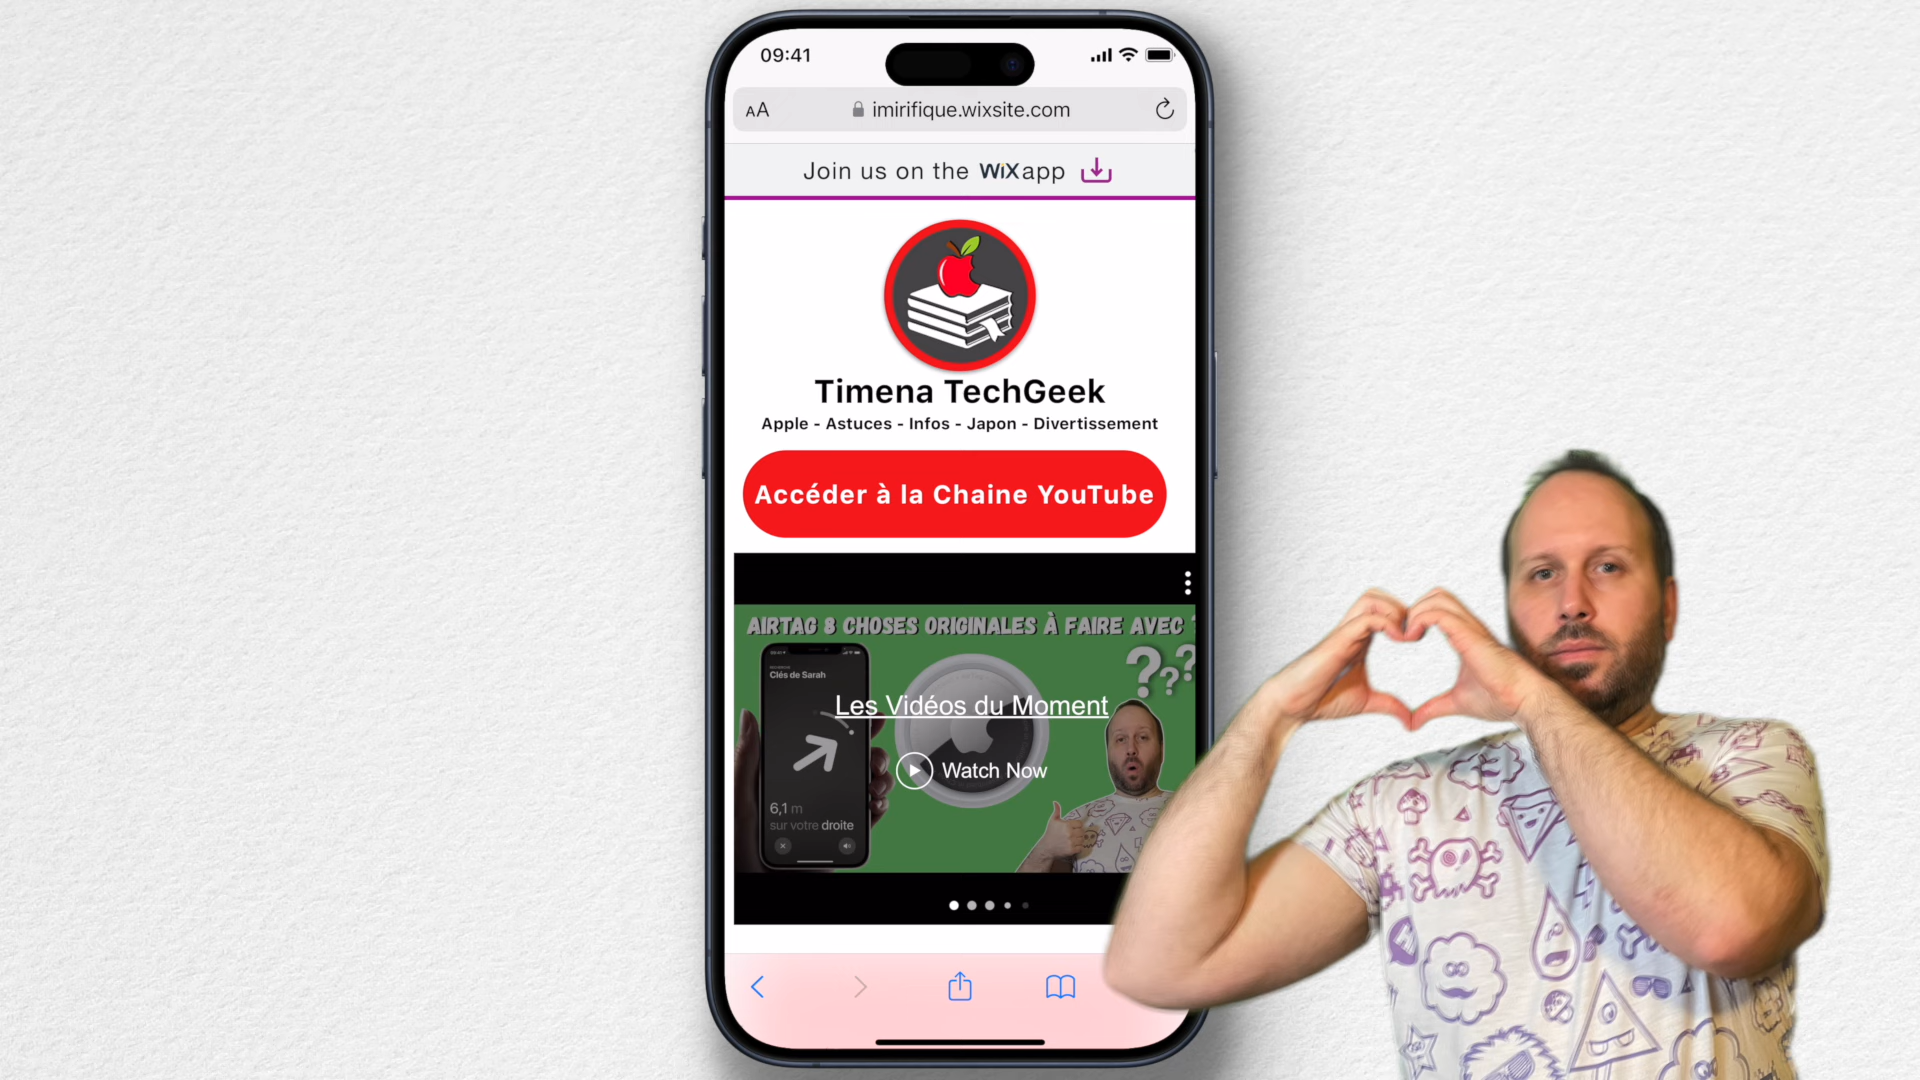 09:41
AA
imirifique.wixsite.com
Join us on the WiX app
Timena TechGeek
Apple - Astuces - Infos - Japon - Divertissement
Accéder à la Chaine YouTube
AIRTAG 8 CHOSES ORIGINALES À FAIRE AVEC ?
???
Clés de Sarah
Les Vidéos du Moment
Watch Now
6,1 m
sur votre droite